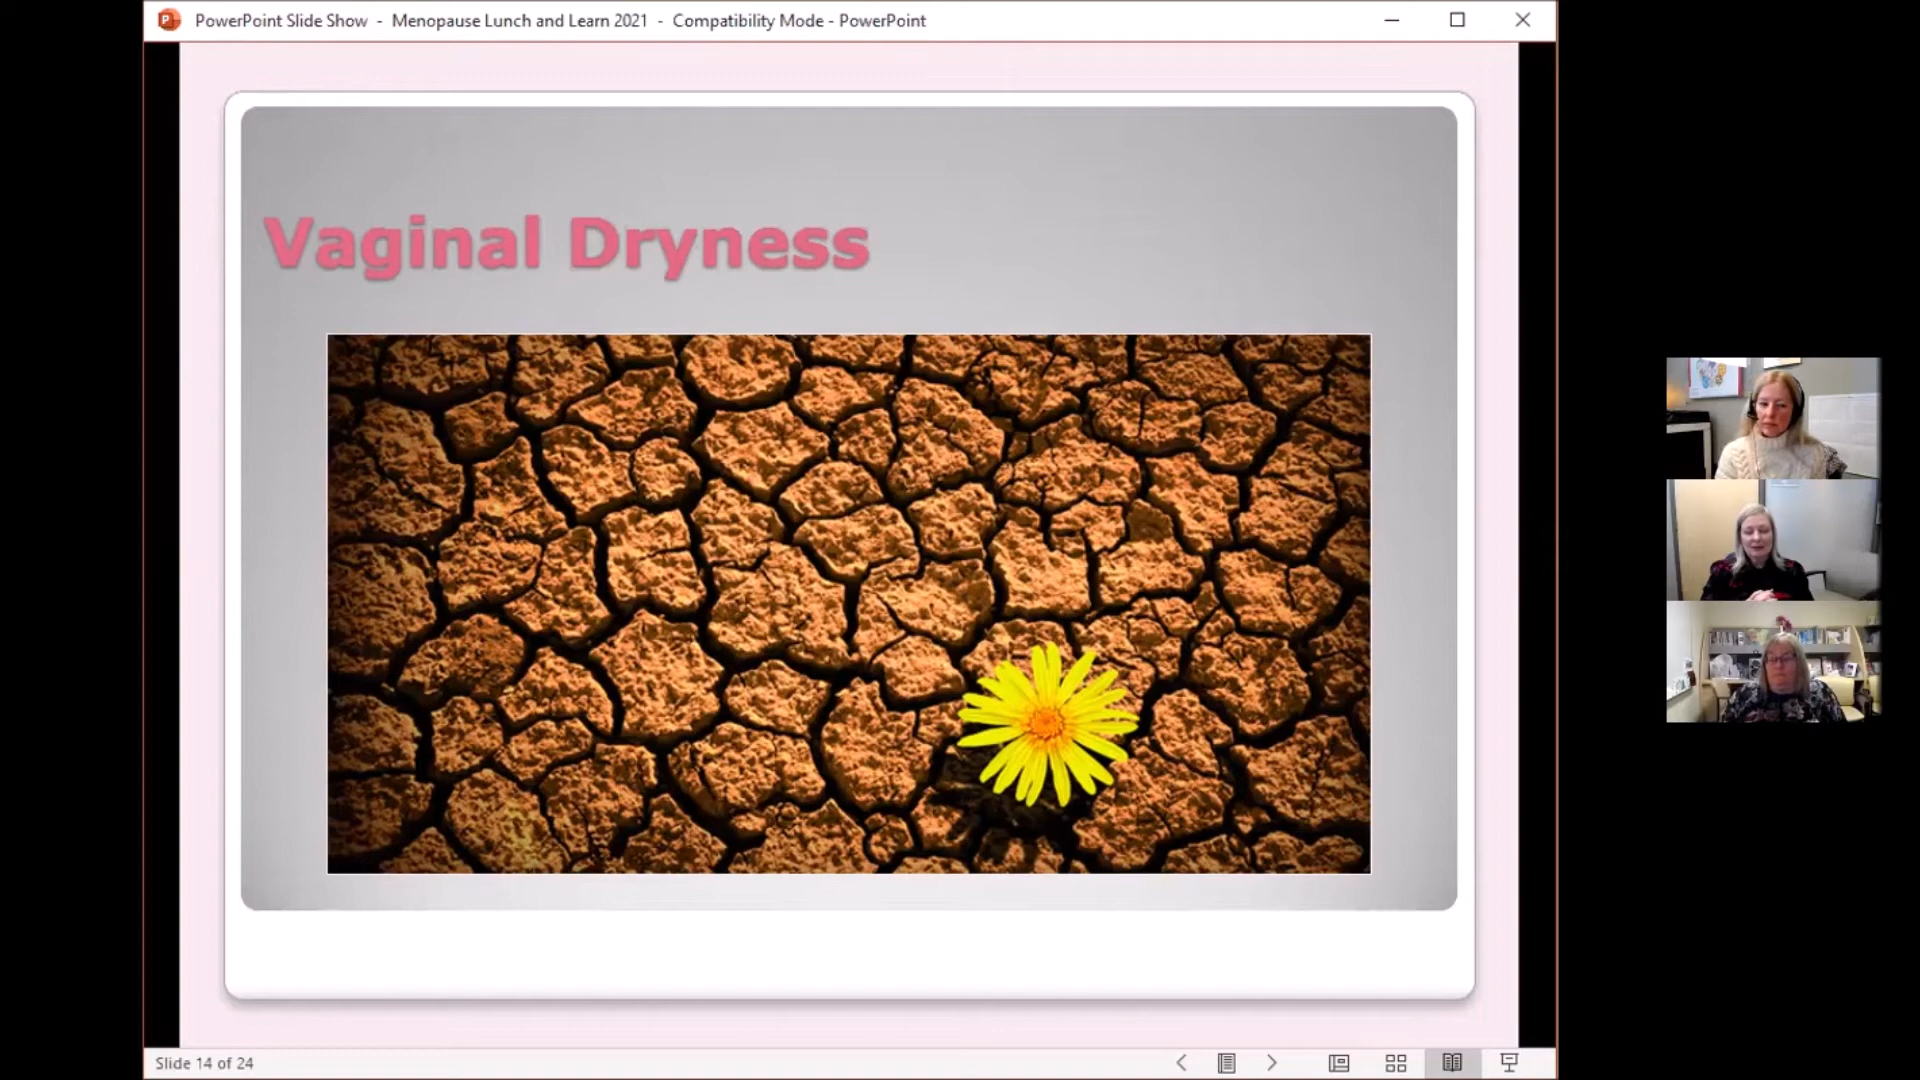 PowerPoint Slide Show - Menopause Lunch and Learn 2021 - Compatibility Mode - PowerPoint
Vaginal Dryness
Slide 14 of 24